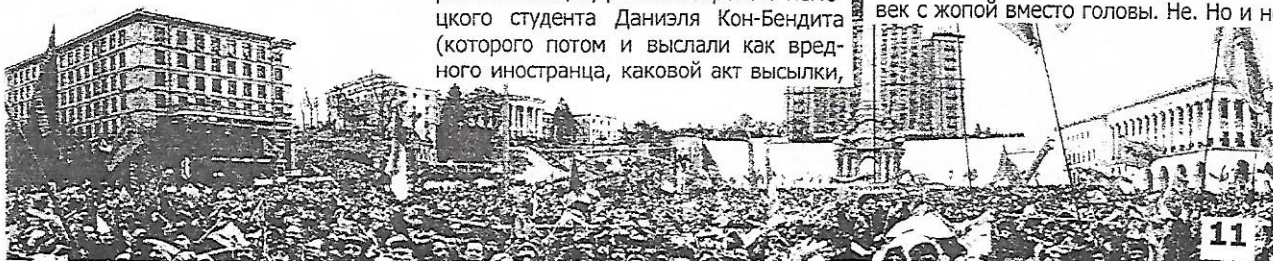 цкого студента Даниэля Кон-Бендита
(которого потом и выслали как вред-
ного иностранца, каковой акт высылки,
век с жопой вместо головы. Не. Но и н
11